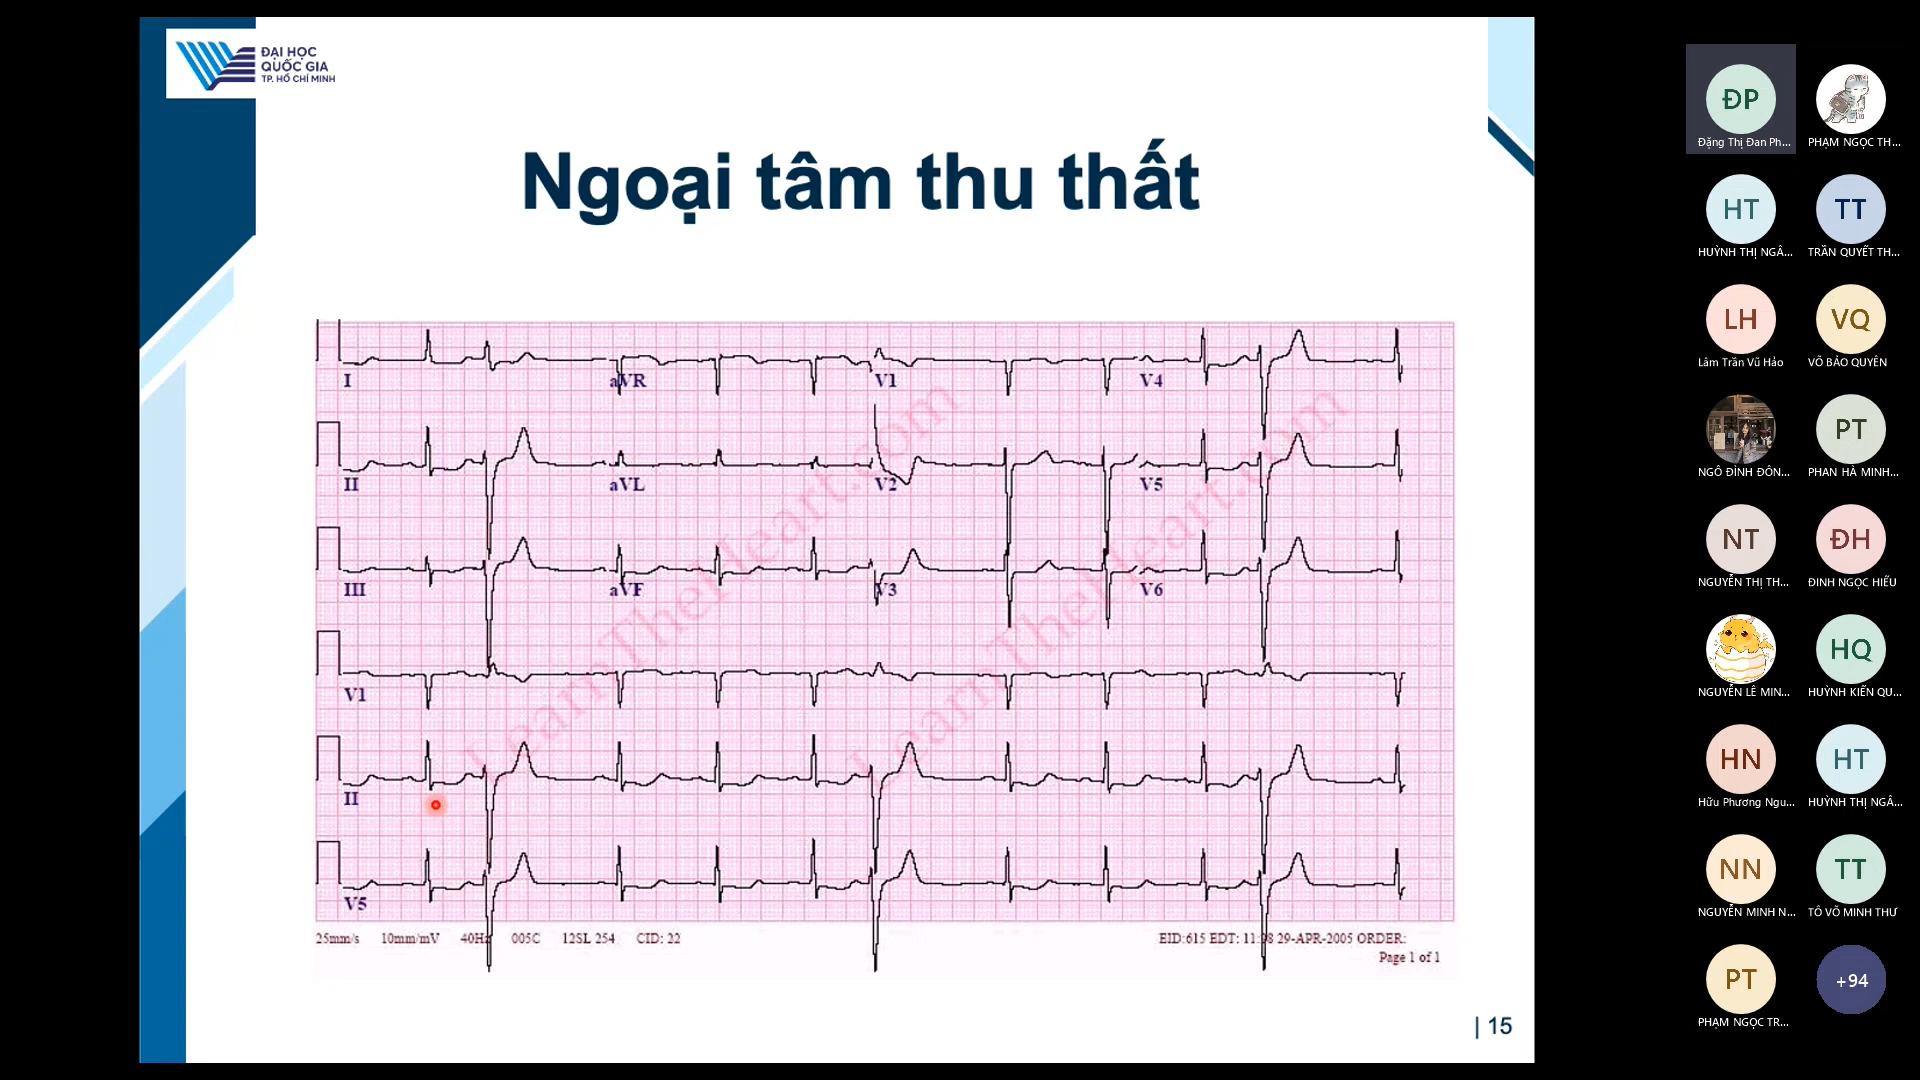 ĐẠI HỌC
QUỐC GIA
TP. HỒ CHÍ MINH
Ngoại tâm thu thất
I
aVR
V1
V4
II
aVL
V2
V5
III
aVF
V3
V6
V1
II
V5
LearnTheHeart.com
LearnTheHeart.com
25mm/s 10mm/mV 40Hz 005C 12SL 254 CID: 22
EID:615 EDT: 11: 29-APR-2005 ORDER:
Page 1 of 1
| 15
ĐP
Đặng Thị Đan Ph...
PHẠM NGỌC TH...
HT
HUỲNH THỊ NGÂ...
TT
TRẦN QUYẾT TH...
LH
Lâm Trần Vũ Hảo
VQ
VÕ BẢO QUYÊN
NGÔ ĐÌNH ĐÔN...
PT
PHAN HÀ MINH...
NT
NGUYỄN THỊ TH...
ĐH
ĐINH NGỌC HIẾU
NGUYỄN LÊ MIN...
HQ
HUỲNH KIẾN QU...
HN
Hữu Phương Ngu...
HT
HUỲNH THỊ NGÂ...
NN
NGUYỄN MINH N...
TT
TÔ VÕ MINH THƯ
PT
PHẠM NGỌC TR...
+94